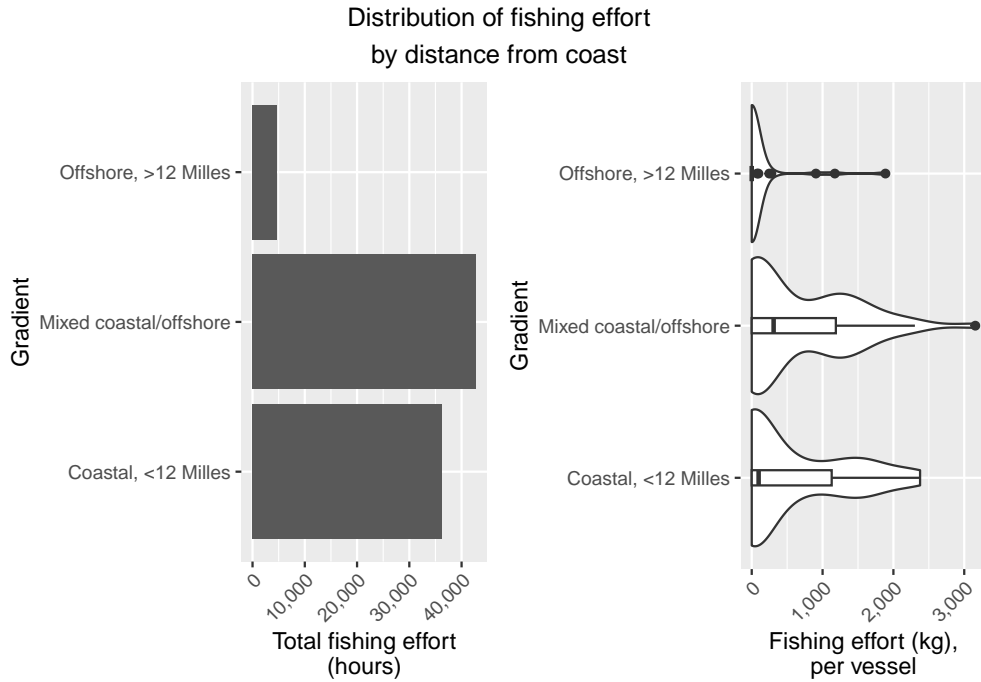 Distribution of fishing effort
by distance from coast
Gradient
Offshore, >12 Milles
Mixed coastal/offshore
Coastal, <12 Milles
0
10,000
20,000
30,000
40,000
Total fishing effort
(hours)
Gradient
Offshore, >12 Milles
Mixed coastal/offshore
Coastal, <12 Milles
0
1,000
2,000
3,000
Fishing effort (kg),
per vessel